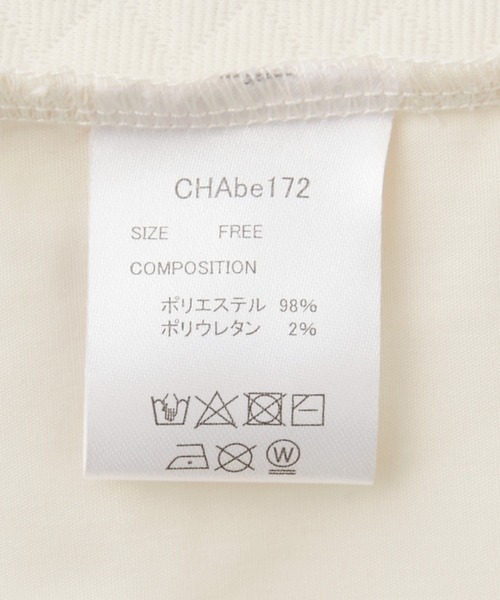 CHAbe172
SIZE FREE
COMPOSITION
ポリエステル 98%
ポリウレタン 2%
W